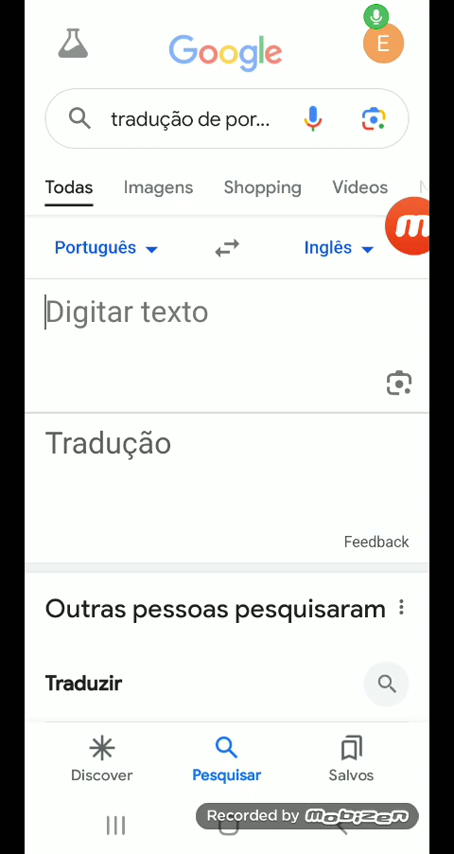 E
Google
tradução de por...
Todas Imagens Shopping Vídeos
m
Português Inglês
Digitar texto
Tradução
Feedback
Outras pessoas pesquisaram
Traduzir
Discover Pesquisar Salvos
Recorded by mobizen